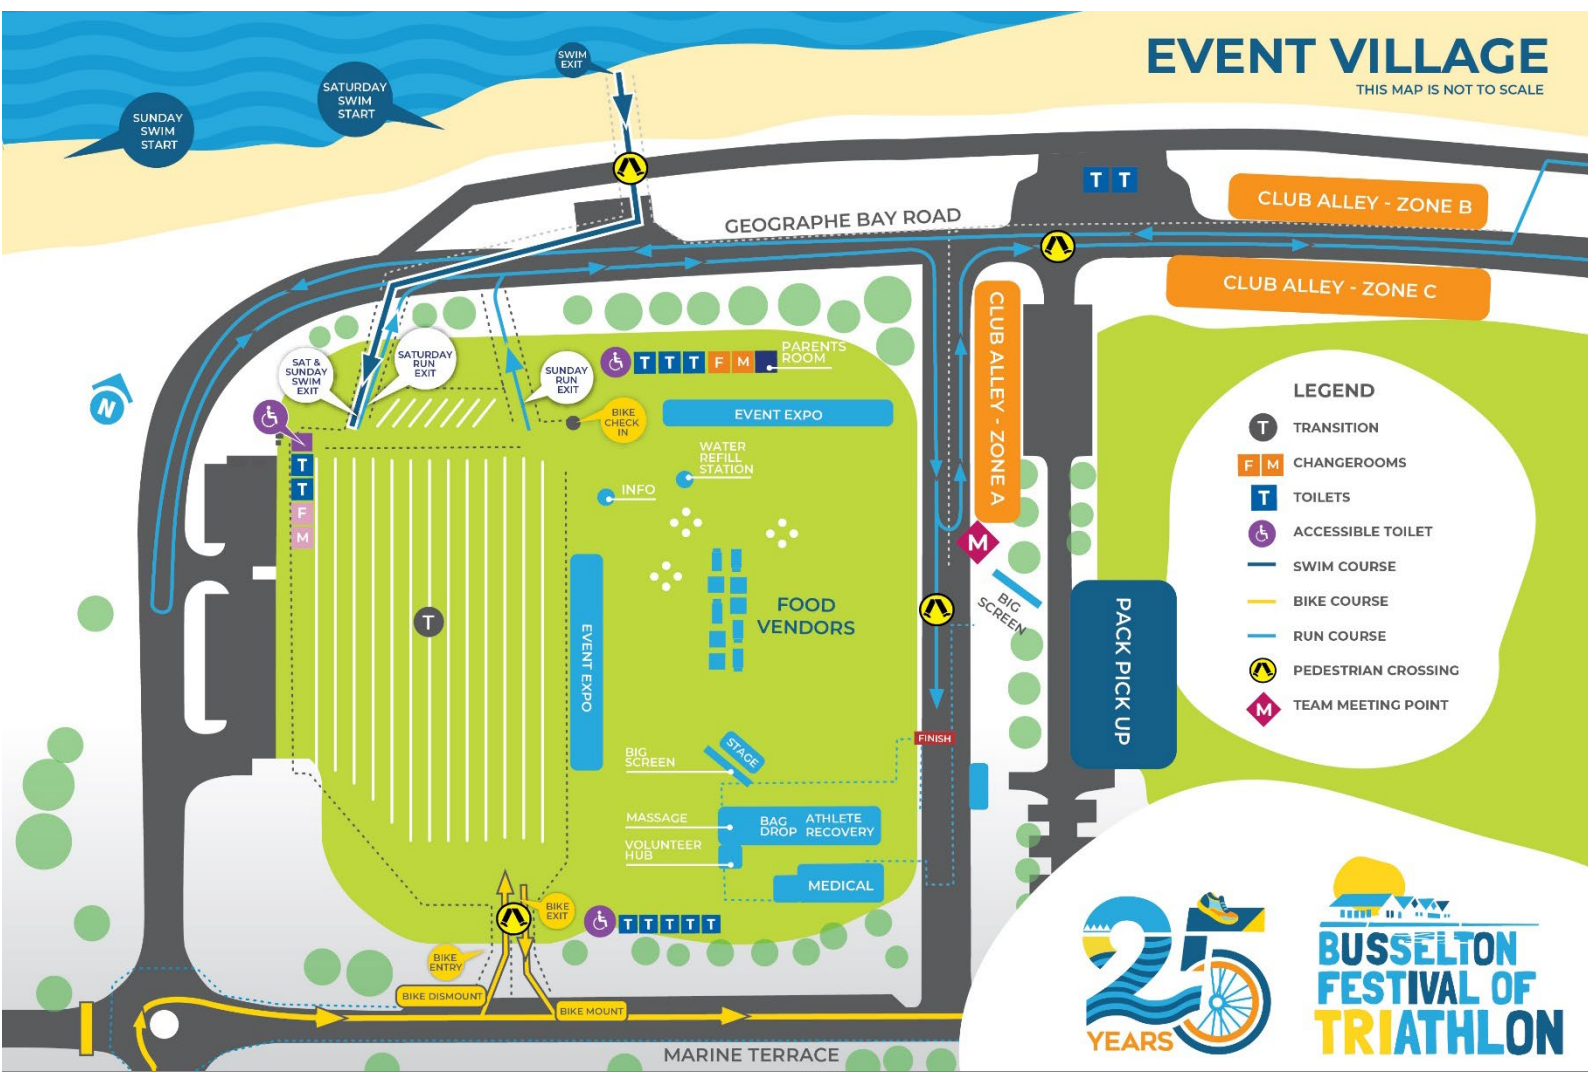 EVENT VILLAGE
THIS MAP IS NOT TO SCALE
SWIM
EXIT
SATURDAY
SWIM
START
SUNDAY
SWIM
START
T T
CLUB ALLEY - ZONE B
GEOGRAPHE BAY ROAD
CLUB ALLEY - ZONE C
CLUB ALLEY - ZONE A
SAT &
SUNDAY
SWIM
EXIT
SATURDAY
RUN
EXIT
SUNDAY
RUN
EXIT
T T T F M
PARENTS
ROOM
N
BIKE
CHECK
IN
EVENT EXPO
WATER
REFILL
STATION
INFO
T
T
F
M
T
EVENT EXPO
FOOD
VENDORS
M
BIG
SCREEN
PACK PICK UP
FINISH
STAGE
BIG
SCREEN
MASSAGE
BAG
DROP
ATHLETE
RECOVERY
VOLUNTEER
HUB
MEDICAL
BIKE
EXIT
T T T T T
BIKE
ENTRY
BIKE DISMOUNT
BIKE MOUNT
MARINE TERRACE
LEGEND
T TRANSITION
F M CHANGEROOMS
T TOILETS
ACCESSIBLE TOILET
SWIM COURSE
BIKE COURSE
RUN COURSE
PEDESTRIAN CROSSING
M TEAM MEETING POINT
25
YEARS
BUSSELTON
FESTIVAL OF
TRIATHLON